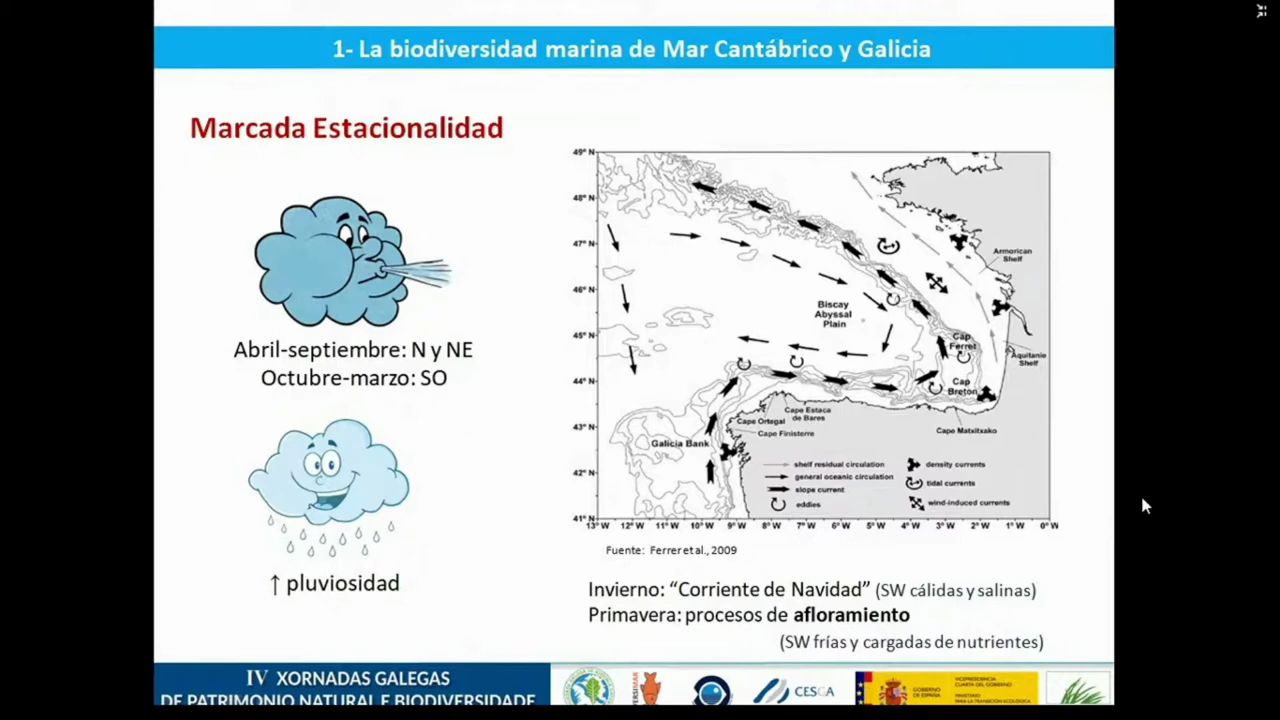 1- La biodiversidad marina de Mar Cantábrico y Galicia
Marcada Estacionalidad
Abril-septiembre: N y NE
Octubre-marzo: SO
↑ pluviosidad
49° N
48° N
47° N
46° N
45° N
44° N
43° N
42° N
41° N
13° W 12° W 11° W 10° W 9° W 8° W 7° W 6° W 5° W 4° W 3° W 2° W 1° W 0° W
Armorican
Shelf
Biscay
Abyssal
Plain
Cap
Ferret
Aquitanie
Shelf
Cap
Breton
Cape Estaca
de Bares
Cape Ortegal
Cape Finisterre
Cape Matxitxako
Galicia Bank
shelf residual circulation
general oceanic circulation
slope current
eddies
density currents
tidal currents
wind-induced currents
Fuente: Ferrer et al., 2009
Invierno: “Corriente de Navidad” (SW cálidas y salinas)
Primavera: procesos de afloramiento
(SW frías y cargadas de nutrientes)
IV XORNADAS GALEGAS
DE PATRIMONIO NATURAL E BIODIVERSIDADE
CESGA
GOBIERNO
DE ESPAÑA
VICEPRESIDENCIA
CUARTA DEL GOBIERNO
MINISTERIO
PARA LA TRANSICIÓN ECOLÓGICA